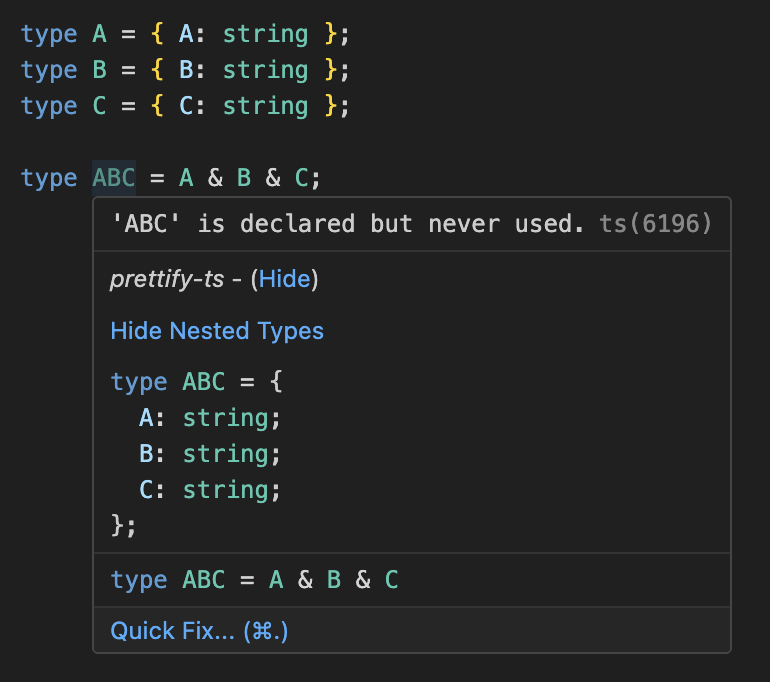 type A = { A: string };
type B = { B: string };
type C = { C: string };
type ABC = A & B & C;
'ABC' is declared but never used. ts(6196)
prettify-ts - (Hide)
Hide Nested Types
type ABC = {
  A: string;
  B: string;
  C: string;
};
type ABC = A & B & C
Quick Fix... (⌘.)